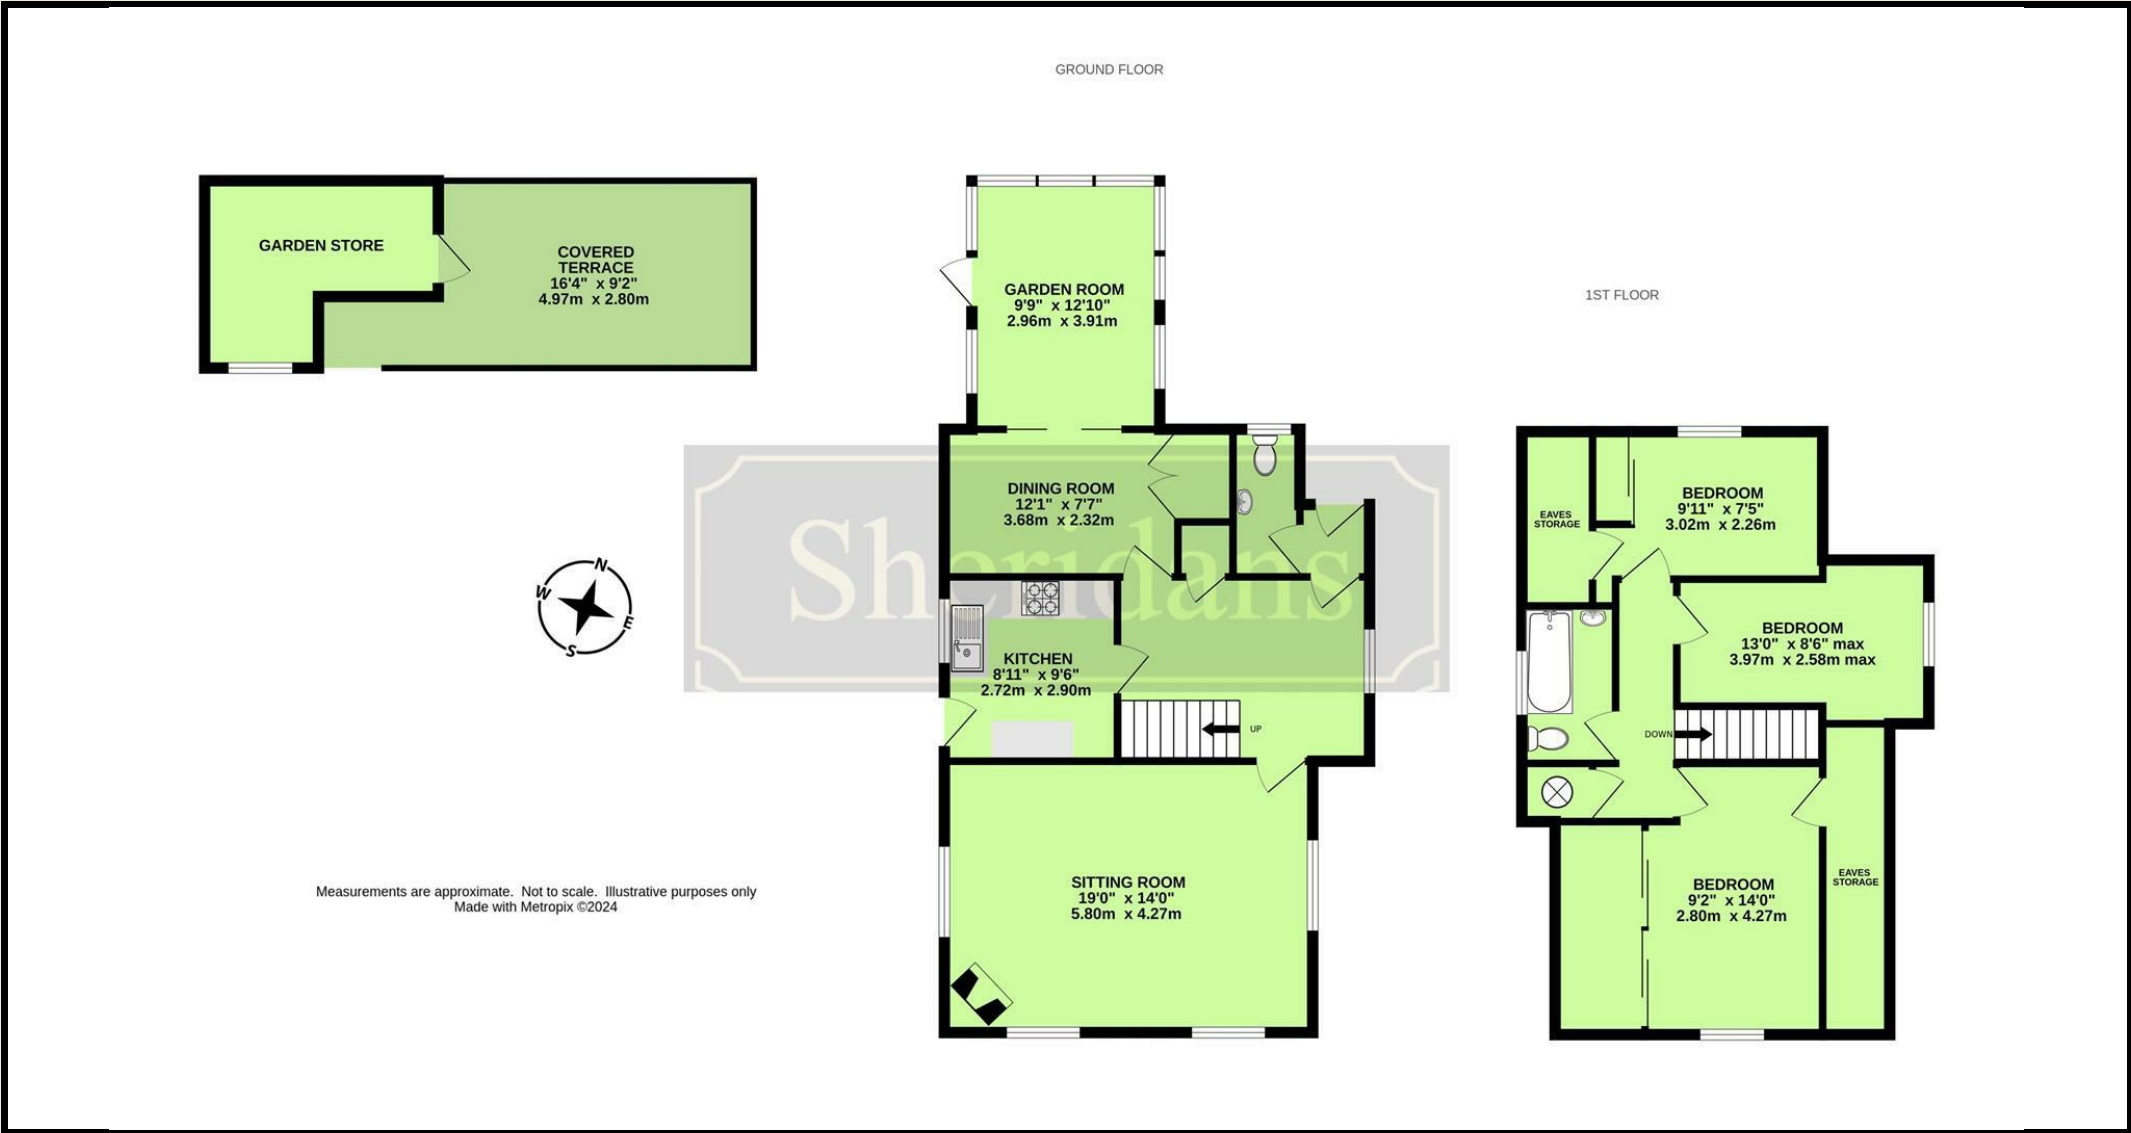 GROUND FLOOR
GARDEN STORE
COVERED
TERRACE
16'4" x 9'2"
4.97m x 2.80m
GARDEN ROOM
9'9" x 12'10"
2.96m x 3.91m
1ST FLOOR
DINING ROOM
12'1" x 7'7"
3.68m x 2.32m
Sheridans
BEDROOM
9'11" x 7'5"
3.02m x 2.26m
EAVES
STORAGE
N
W
E
S
KITCHEN
8'11" x 9'6"
2.72m x 2.90m
BEDROOM
13'0" x 8'6" max
3.97m x 2.58m max
UP
DOWN
SITTING ROOM
19'0" x 14'0"
5.80m x 4.27m
BEDROOM
9'2" x 14'0"
2.80m x 4.27m
EAVES
STORAGE
Measurements are approximate. Not to scale. Illustrative purposes only
Made with Metropix ©2024